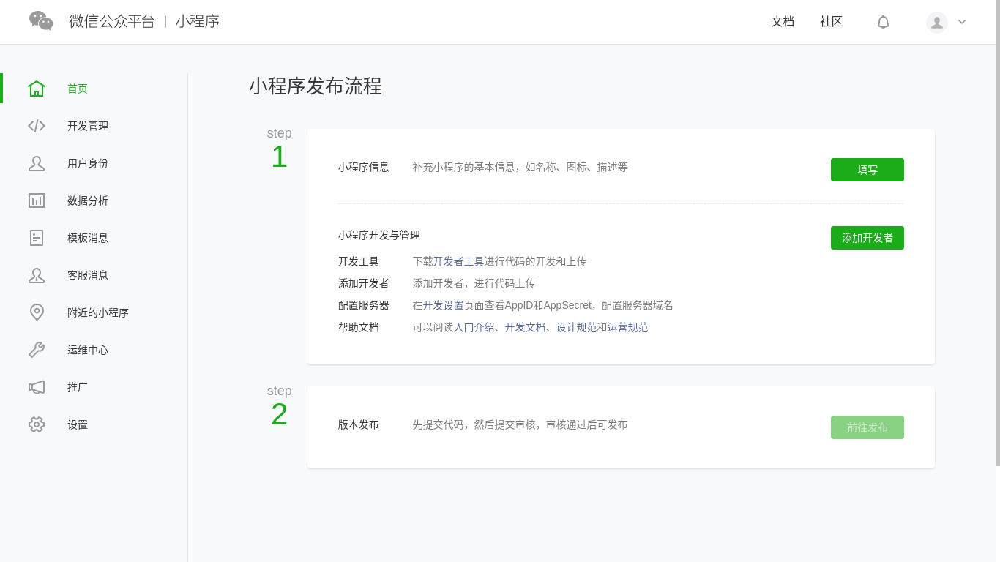 微信公众平台 | 小程序
文档 社区
首页
开发管理
用户身份
数据分析
模板消息
客服消息
附近的小程序
运维中心
推广
设置
小程序发布流程
step
1
小程序信息 补充小程序的基本信息，如名称、图标、描述等 填写
小程序开发与管理 添加开发者
开发工具 下载开发者工具进行代码的开发和上传
添加开发者 添加开发者，进行代码上传
配置服务器 在开发设置页面查看AppID和AppSecret，配置服务器域名
帮助文档 可以阅读入门介绍、开发文档、设计规范和运营规范
step
2
版本发布 先提交代码，然后提交审核，审核通过后可发布 前往发布